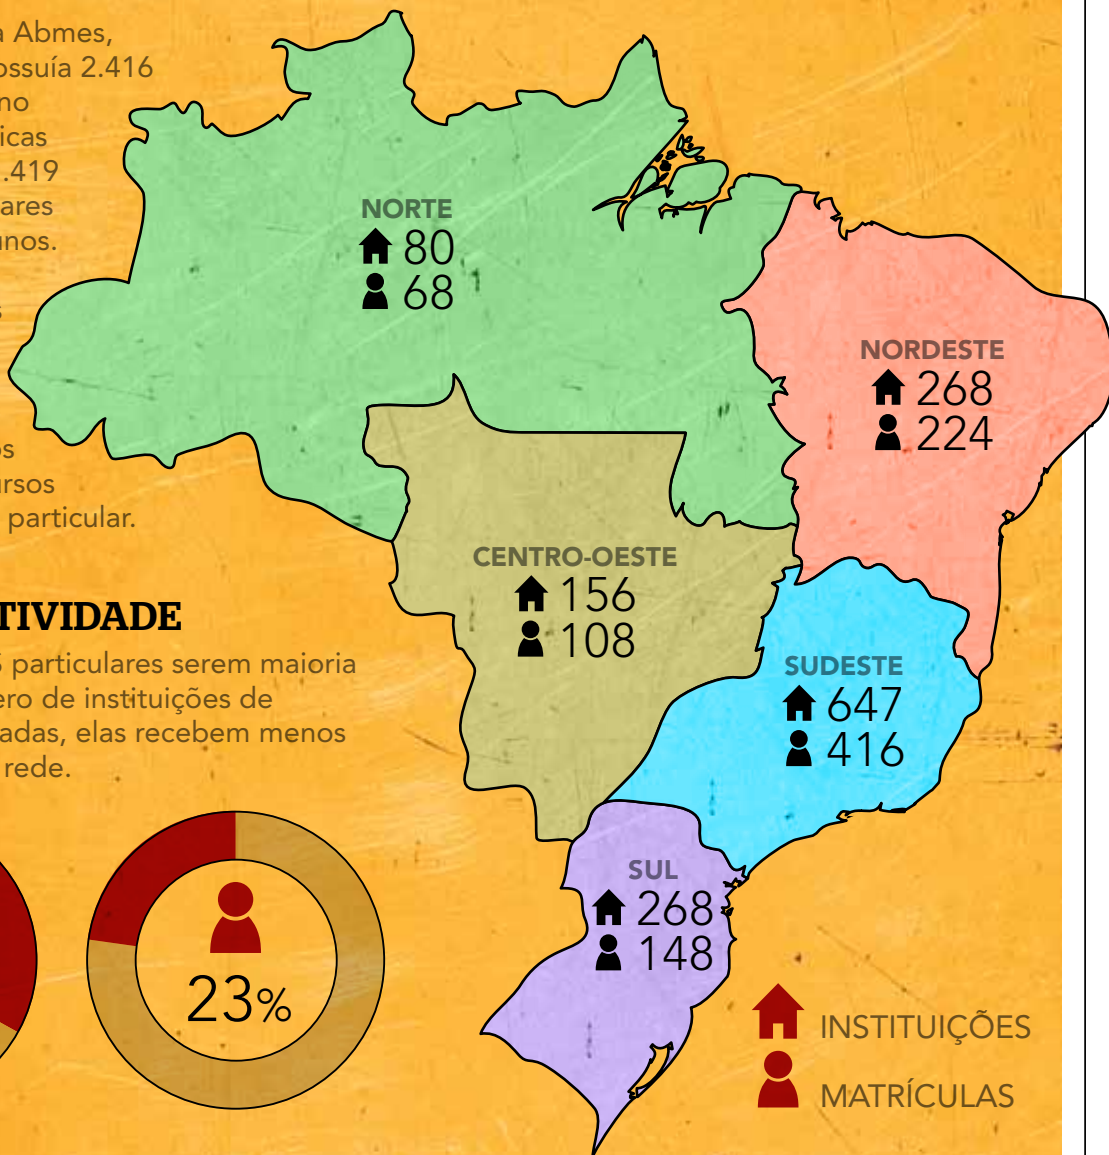 a Abmes,
ossuía 2.416
no
icas
.419
ares
unos.
s
os
ursos
particular.
TIVIDADE
S particulares serem maioria
ero de instituições de
adas, elas recebem menos
rede.
23%
NORTE
80
68
NORDESTE
268
224
CENTRO-OESTE
156
108
SUDESTE
647
416
SUL
268
148
INSTITUIÇÕES
MATRÍCULAS